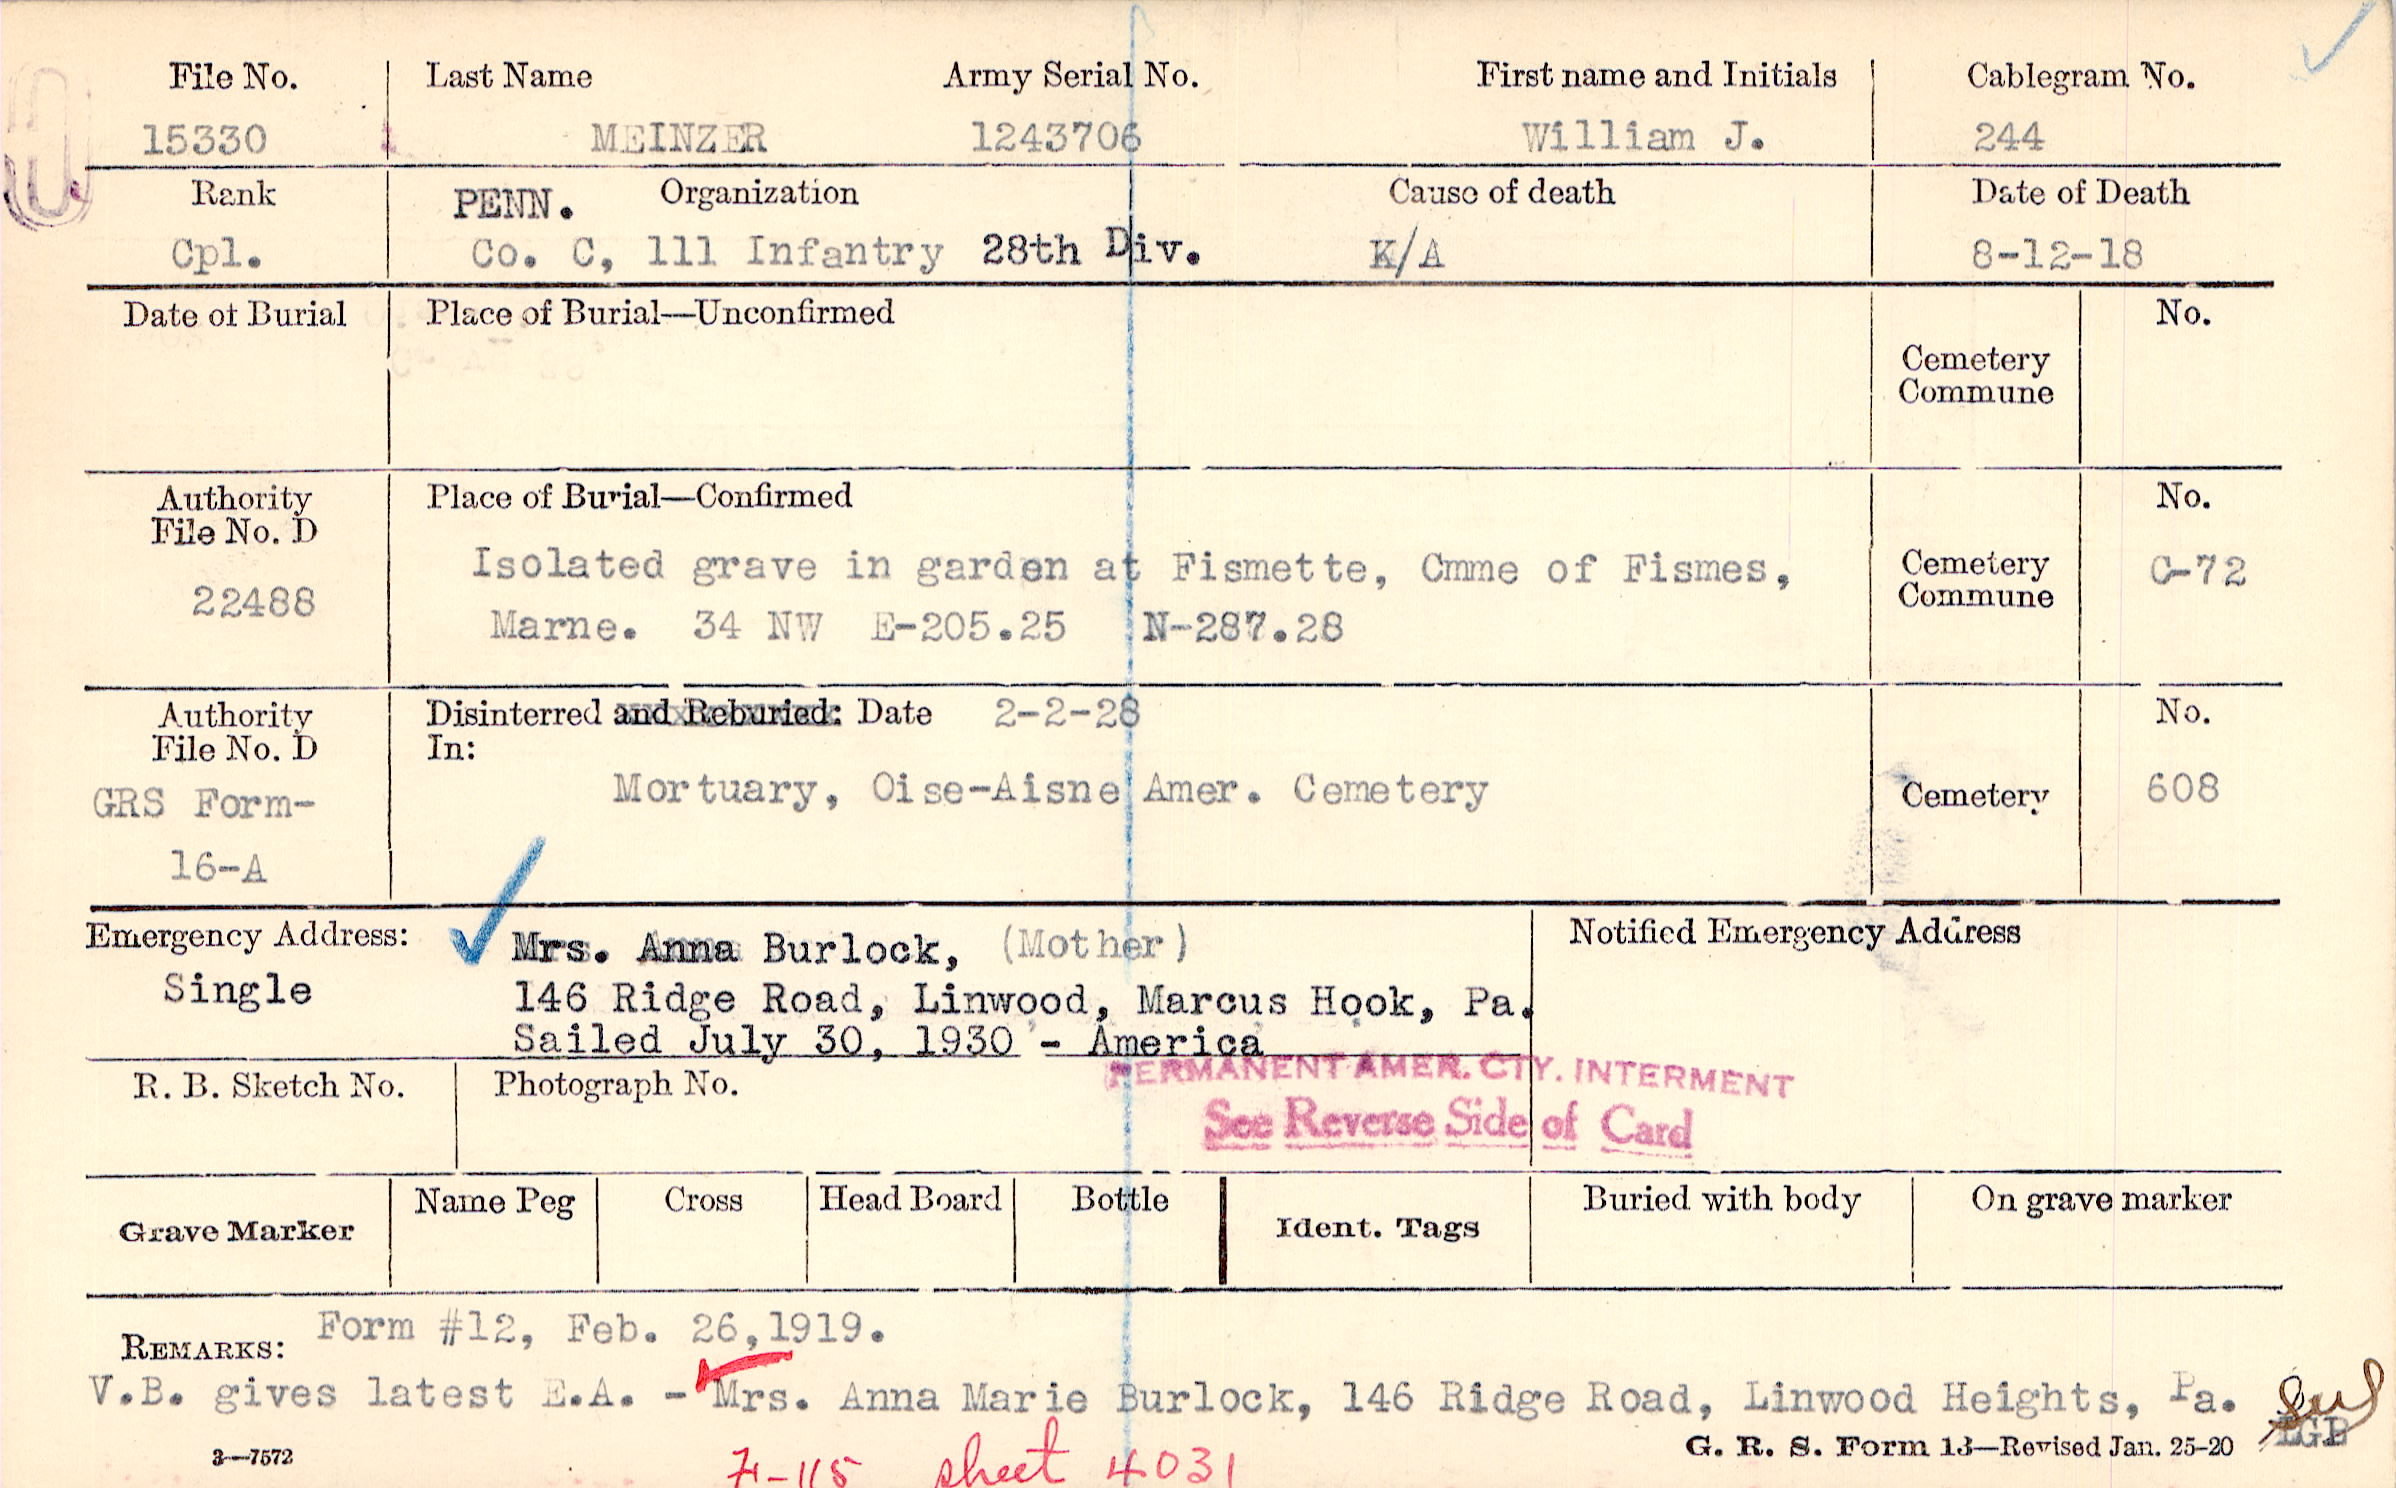 File No. Last Name Army Serial No. First name and Initials Cablegram No.
15330 MEINZER 1243706 William J. 244
Rank PENN. Organization Cause of death Date of Death
Cpl. Co. C, 111 Infantry 28th Div. K/A 8-12-18
Date of Burial Place of Burial—Unconfirmed No.
Cemetery
Commune
Authority Place of Burial—Confirmed No.
File No. D
Isolated grave in garden at Fismette, Cmme of Fismes, Cemetery C-72
22488 Commune
Marne. 34 NW E-205.25 N-287.28
Authority Disinterred and Reburied: Date 2-2-28 No.
File No. D In:
GRS Form- Mortuary, Oise-Aisne Amer. Cemetery Cemetery 608
16-A
Emergency Address: Mrs. Anna Burlock, (Mother) Notified Emergency Address
Single 146 Ridge Road, Linwood, Marcus Hook, Pa.
Sailed July 30, 1930 - America
PERMANENT AMER. CTY. INTERMENT
R. B. Sketch No. Photograph No.
See Reverse Side of Card
Grave Marker Name Peg Cross Head Board Bottle Ident. Tags Buried with body On grave marker
REMARKS: Form #12, Feb. 26,1919.
V.B. gives latest E.A. - Mrs. Anna Marie Burlock, 146 Ridge Road, Linwood Heights, Pa.
LGB
3—7572 G. R. S. Form 13—Revised Jan. 25-20
7-115 sheet 4031